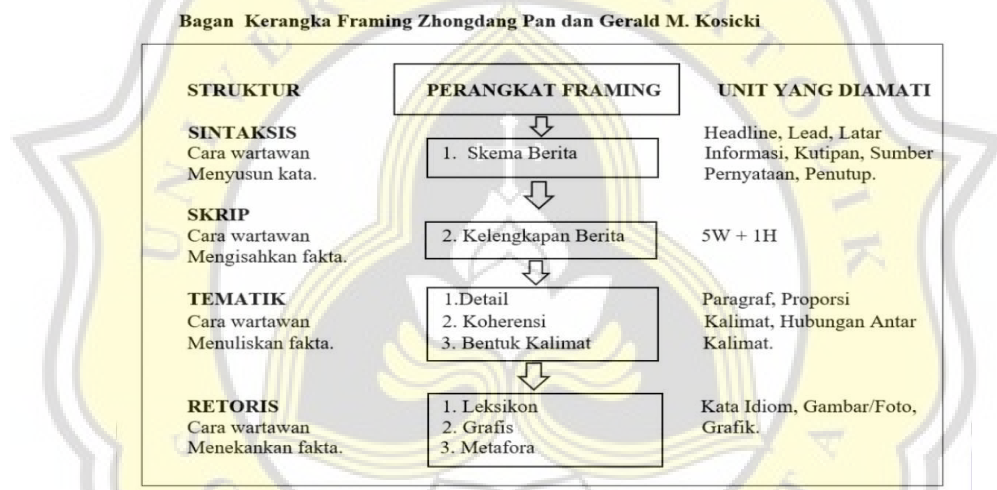 Bagan Kerangka Framing Zhongdang Pan dan Gerald M. Kosicki
STRUKTUR
PERANGKAT FRAMING
UNIT YANG DIAMATI
SINTAKSIS
Cara wartawan
Menyusun kata.
1. Skema Berita
Headline, Lead, Latar
Informasi, Kutipan, Sumber
Pernyataan, Penutup.
SKRIP
Cara wartawan
Mengisahkan fakta.
2. Kelengkapan Berita
5W + 1H
TEMATIK
Cara wartawan
Menuliskan fakta.
1.Detail
2. Koherensi
3. Bentuk Kalimat
Paragraf, Proporsi
Kalimat, Hubungan Antar
Kalimat.
RETORIS
Cara wartawan
Menekankan fakta.
1. Leksikon
2. Grafis
3. Metafora
Kata Idiom, Gambar/Foto,
Grafik.